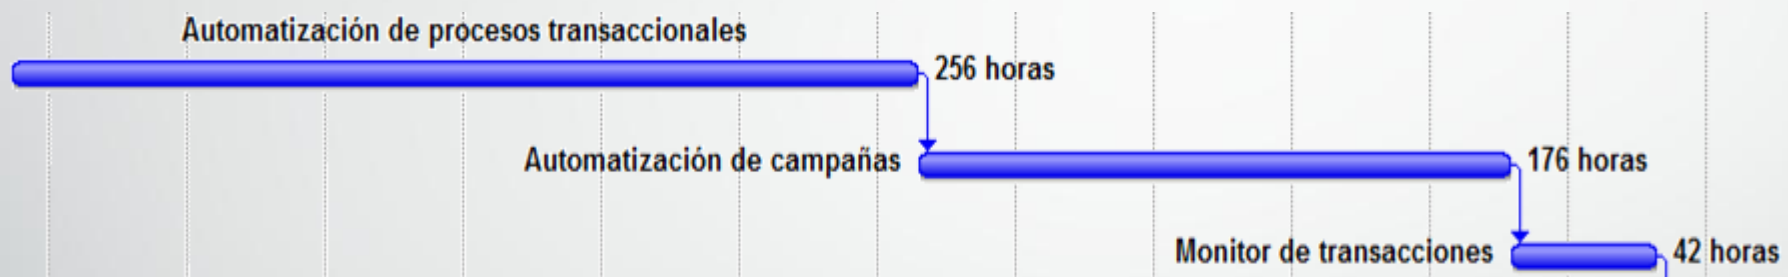 Automatización de procesos transaccionales
256 horas
Automatización de campañas
176 horas
Monitor de transacciones
42 horas